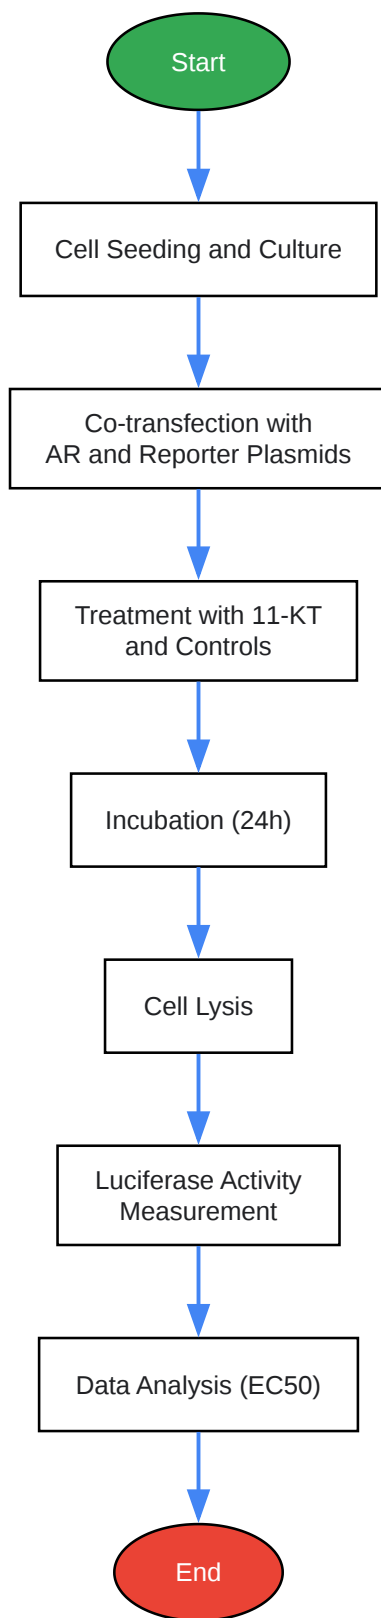 Start
Cell Seeding and Culture
Co-transfection with
AR and Reporter Plasmids
Treatment with 11-KT
and Controls
Incubation (24h)
Cell Lysis
Luciferase Activity
Measurement
Data Analysis (EC50)
End